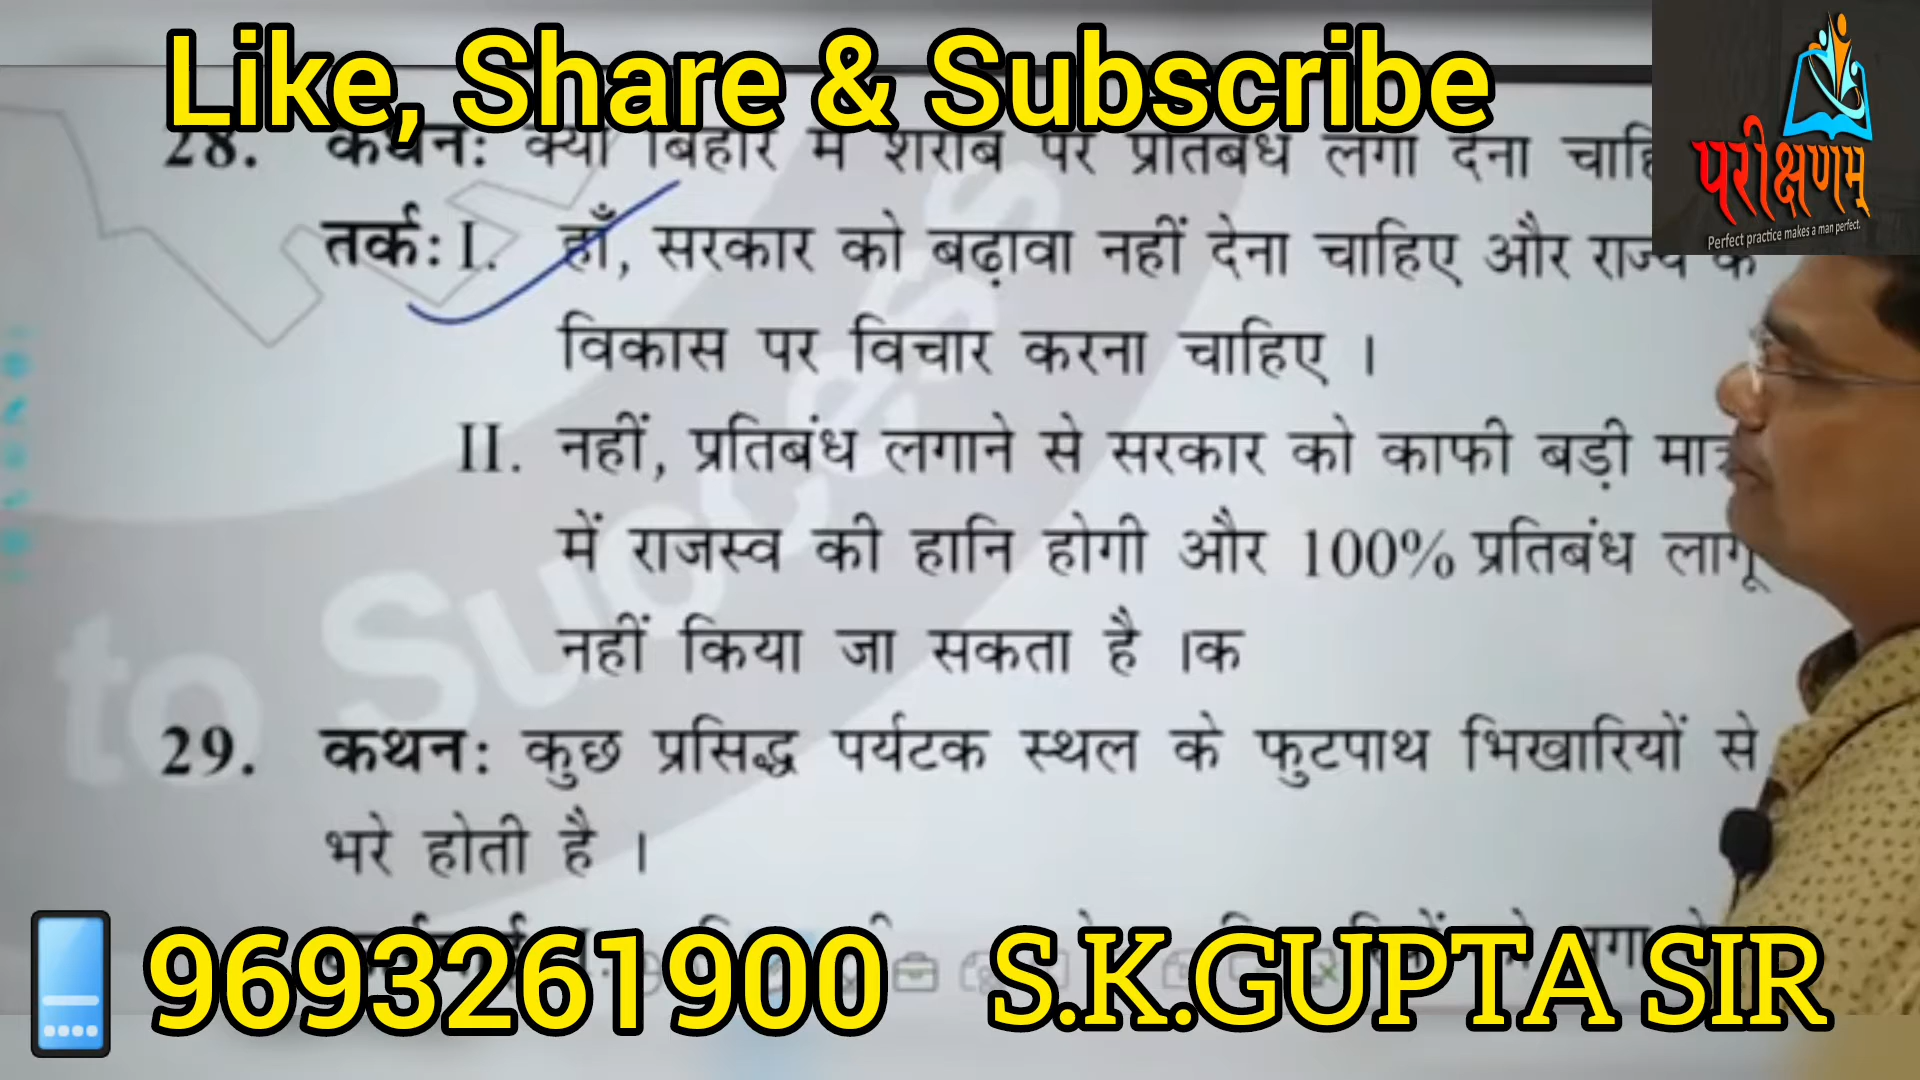 Like, Share & Subscribe
परीक्षणम्
Perfect practice makes a man perfect.
28. कथन: क्या बिहार में शराब पर प्रतिबंध लगा देना
तर्क: I. हाँ, सरकार को बढ़ावा नहीं देना चाहिए और राज्य के
विकास पर विचार करना चाहिए ।
II. नहीं, प्रतिबंध लगाने से सरकार को काफी बड़ी
में राजस्व की हानि होगी और 100% प्रतिबंध लागू
नहीं किया जा सकता है ।क
to Success
29. कथन: कुछ प्रसिद्ध पर्यटक स्थल के फुटपाथ भिखारियों से
भरे होती है ।
9693261900 S.K.GUPTA SIR